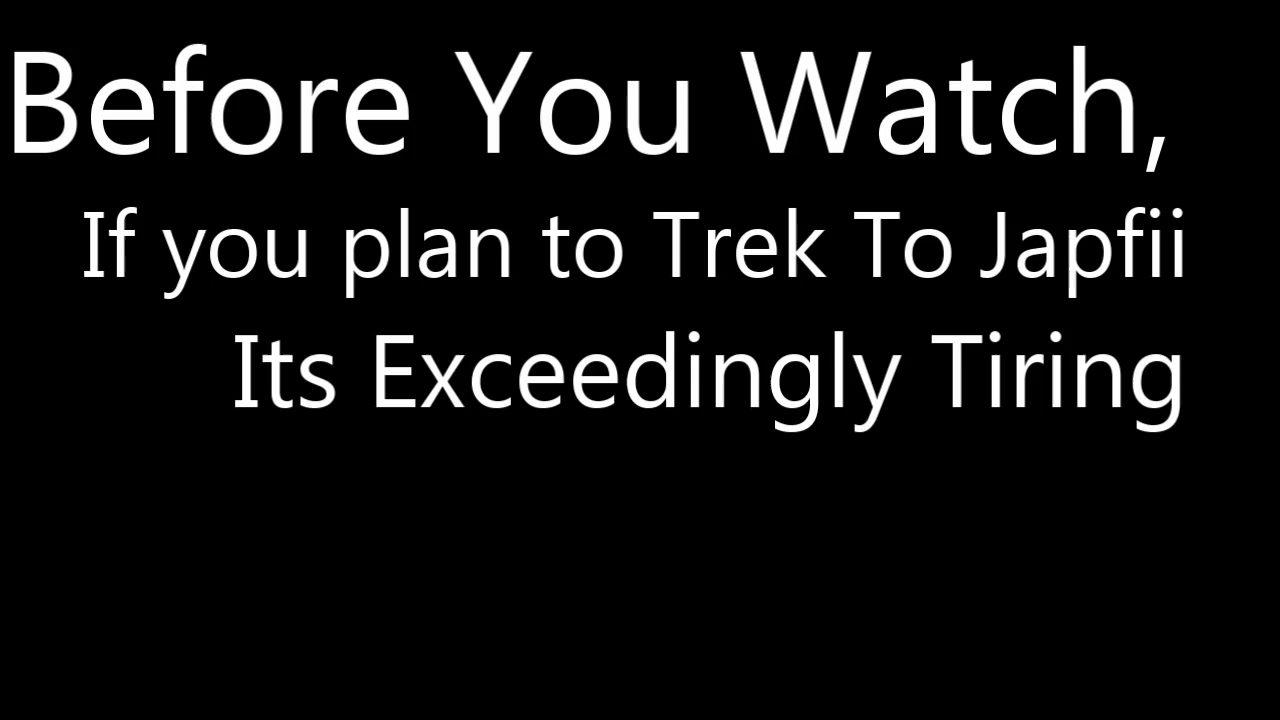 Before You Watch,
If you plan to Trek To Japfii
Its Exceedingly Tiring